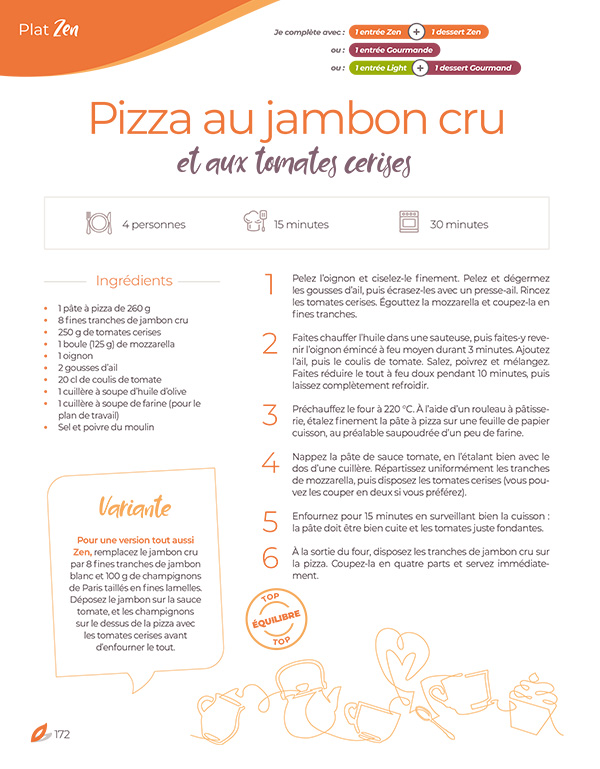 Plat Zen
Je complète avec : 1 entrée Zen + 1 dessert Zen
ou : 1 entrée Gourmande
ou : 1 entrée Light + 1 dessert Gourmand
Pizza au jambon cru
et aux tomates cerises
4 personnes
15 minutes
30 minutes
Ingrédients
• 1 pâte à pizza de 260 g
• 8 fines tranches de jambon cru
• 250 g de tomates cerises
• 1 boule (125 g) de mozzarella
• 1 oignon
• 2 gousses d'ail
• 20 cl de coulis de tomate
• 1 cuillère à soupe d'huile d'olive
• 1 cuillère à soupe de farine (pour le
plan de travail)
• Sel et poivre du moulin
Variante
Pour une version tout aussi
Zen, remplacez le jambon cru
par 8 fines tranches de jambon
blanc et 100 g de champignons
de Paris taillés en fines lamelles.
Déposez le jambon sur la sauce
tomate, et les champignons
sur le dessus de la pizza avec
les tomates cerises avant
d'enfourner le tout.
1 Pelez l'oignon et ciselez-le finement. Pelez et dégermez
les gousses d'ail, puis écrasez-les avec un presse-ail. Rincez
les tomates cerises. Égouttez la mozzarella et coupez-la en
fines tranches.
2 Faites chauffer l'huile dans une sauteuse, puis faites-y reve-
nir l'oignon émincé à feu moyen durant 3 minutes. Ajoutez
l'ail, puis le coulis de tomate. Salez, poivrez et mélangez.
Faites réduire le tout à feu doux pendant 10 minutes, puis
laissez complètement refroidir.
3 Préchauffez le four à 220 °C. À l'aide d'un rouleau à pâtisse-
rie, étalez finement la pâte à pizza sur une feuille de papier
cuisson, au préalable saupoudrée d'un peu de farine.
4 Nappez la pâte de sauce tomate, en l'étalant bien avec le
dos d'une cuillère. Répartissez uniformément les tranches
de mozzarella, puis disposez les tomates cerises (vous pou-
vez les couper en deux si vous préférez).
5 Enfournez pour 15 minutes en surveillant bien la cuisson :
la pâte doit être bien cuite et les tomates juste fondantes.
6 À la sortie du four, disposez les tranches de jambon cru sur
la pizza. Coupez-la en quatre parts et servez immédiate-
ment.
TOP
ÉQUILIBRE
TOP
172